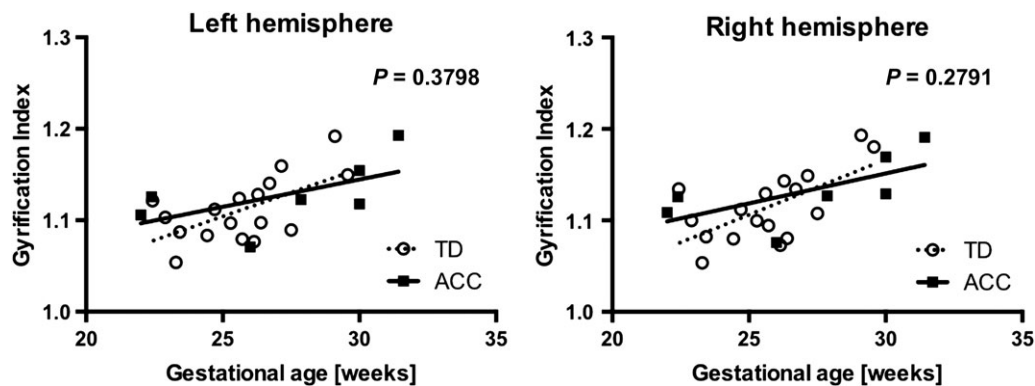 Left hemisphere
Gyrification Index
1.3
1.2
1.1
1.0
P = 0.3798
TD
ACC
20
25
30
35
Gestational age [weeks]
Right hemisphere
Gyrification Index
1.3
1.2
1.1
1.0
P = 0.2791
TD
ACC
20
25
30
35
Gestational age [weeks]